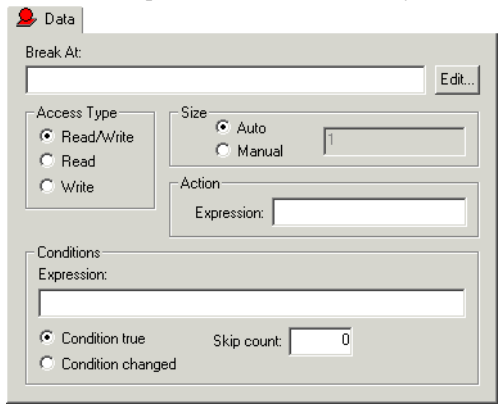 Data
Break At:
Edit...
Access Type
Read/Write
Read
Write
Size
Auto
Manual
1
Action
Expression:
Conditions
Expression:
Condition true
Skip count: 0
Condition changed